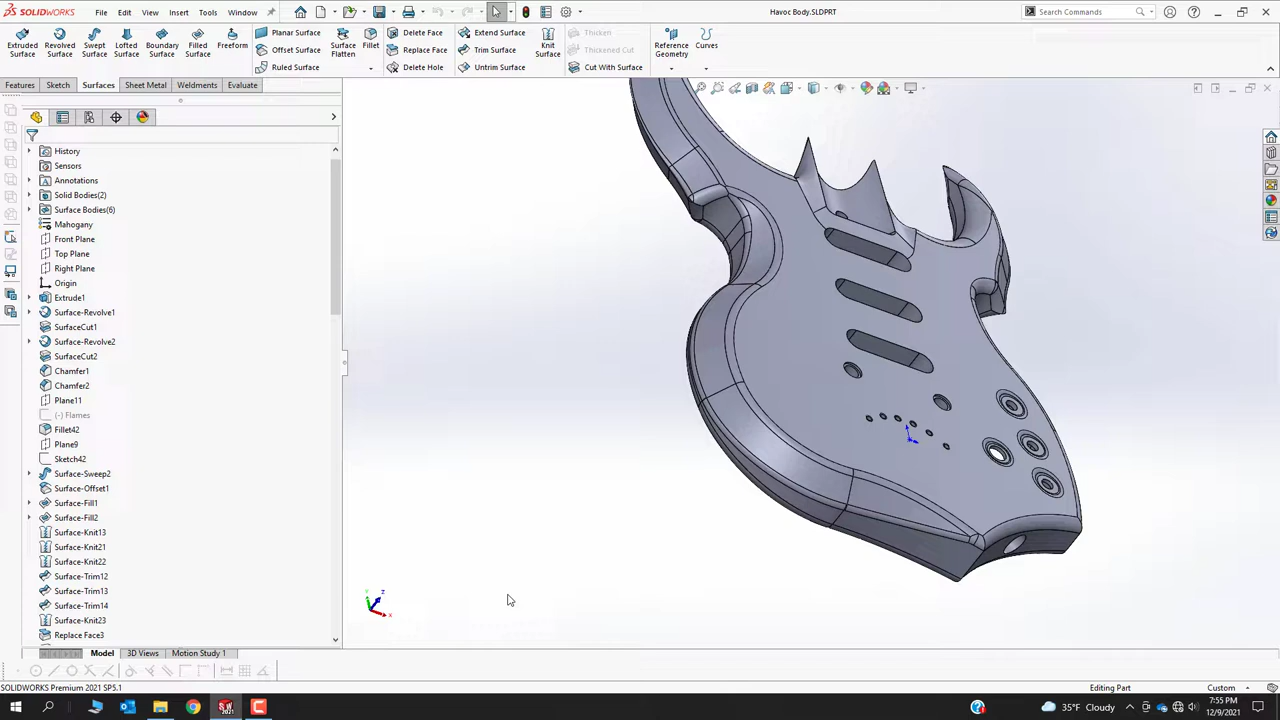 SOLIDWORKS File Edit View Insert Tools Window Havoc Body.SLDPRT Search Commands
Extruded Surface
Revolved Surface
Swept Surface
Lofted Surface
Boundary Surface
Filled Surface
Freeform
Planar Surface
Offset Surface
Ruled Surface
Surface Flatten
Fillet
Delete Face
Replace Face
Delete Hole
Extend Surface
Trim Surface
Untrim Surface
Knit Surface
Thicken
Thickened Cut
Cut With Surface
Reference Geometry
Curves
Features Sketch Surfaces Sheet Metal Weldments Evaluate
History
Sensors
Annotations
Solid Bodies(2)
Surface Bodies(6)
Mahogany
Front Plane
Top Plane
Right Plane
Origin
Extrude1
Surface-Revolve1
SurfaceCut1
Surface-Revolve2
SurfaceCut2
Chamfer1
Chamfer2
Plane11
(-) Flames
Fillet42
Plane9
Sketch42
Surface-Sweep2
Surface-Offset1
Surface-Fill1
Surface-Fill2
Surface-Knit13
Surface-Knit21
Surface-Knit22
Surface-Trim12
Surface-Trim13
Surface-Trim14
Surface-Knit23
Replace Face3
Y Z X
Model 3D Views Motion Study 1
SOLIDWORKS Premium 2021 SP5.1 Editing Part Custom
35°F Cloudy
7:55 PM
12/9/2021